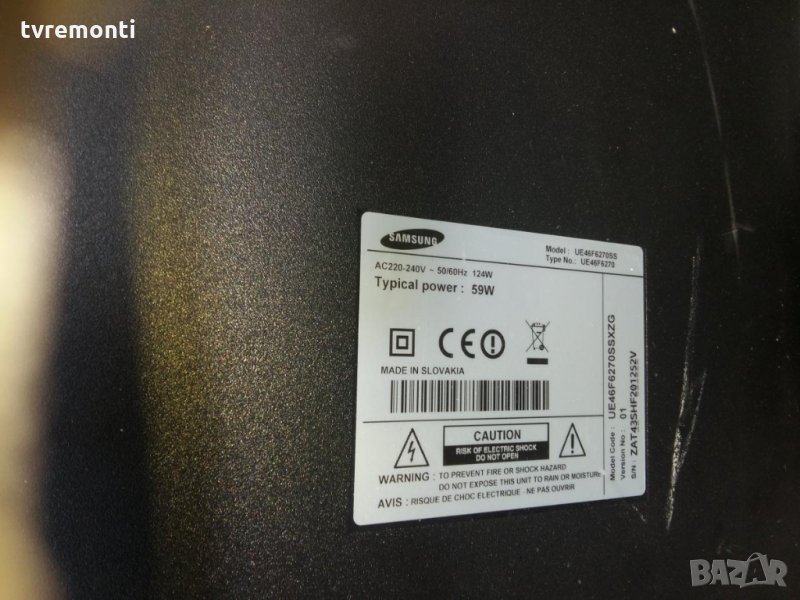 tvremonti
SAMSUNG
Model : UE46F6270SS
Type No.: UE46F6270
AC220-240V ~ 50/60Hz 124W
Typical power : 59W
CE
MADE IN SLOVAKIA
CAUTION
RISK OF ELECTRIC SHOCK
DO NOT OPEN
WARNING : TO PREVENT FIRE OR SHOCK HAZARD
DO NOT EXPOSE THIS UNIT TO RAIN OR MOISTURE
AVIS : RISQUE DE CHOC ELECTRIQUE - NE PAS OUVRIR
Model Code : UE46F6270SSXZG
Version No : 01
S/N : ZAT43SHF201252V
BAZAR